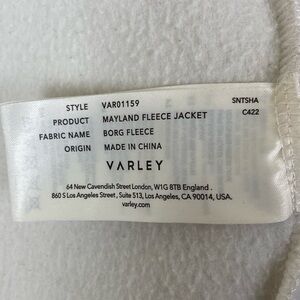 STYLE VAR01159 SNTSHA
PRODUCT MAYLAND FLEECE JACKET C422
FABRIC NAME BORG FLEECE
ORIGIN MADE IN CHINA
VARLEY
64 New Cavendish Street London, W1G 8TB England .
860 S Los Angeles Street , Suite 513, Los Angeles, CA 90014, USA.
varley.com